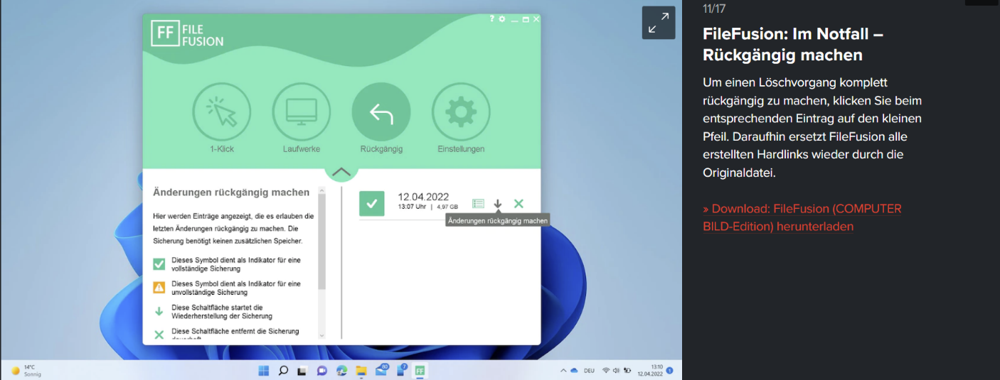 FF FILE
FUSION
?
1-Klick
Laufwerke
Rückgängig
Einstellungen
Änderungen rückgängig machen
Hier werden Einträge angezeigt, die es erlauben die
letzten Änderungen rückgängig zu machen. Die
Sicherung benötigt keinen zusätzlichen Speicher.
Dieses Symbol dient als Indikator für eine
vollständige Sicherung
Dieses Symbol dient als Indikator für eine
unvollständige Sicherung
Diese Schaltfläche startet die
Wiederherstellung der Sicherung
Diese Schaltfläche entfernt die Sicherung
12.04.2022
13:07 Uhr | 4,97 GB
Änderungen rückgängig machen
14°C
Sonnig
60
7
FF
DEU
13:10
12.04.2022
1
11/17
FileFusion: Im Notfall –
Rückgängig machen
Um einen Löschvorgang komplett
rückgängig zu machen, klicken Sie beim
entsprechenden Eintrag auf den kleinen
Pfeil. Daraufhin ersetzt FileFusion alle
erstellten Hardlinks wieder durch die
Originaldatei.
» Download: FileFusion (COMPUTER
BILD-Edition) herunterladen